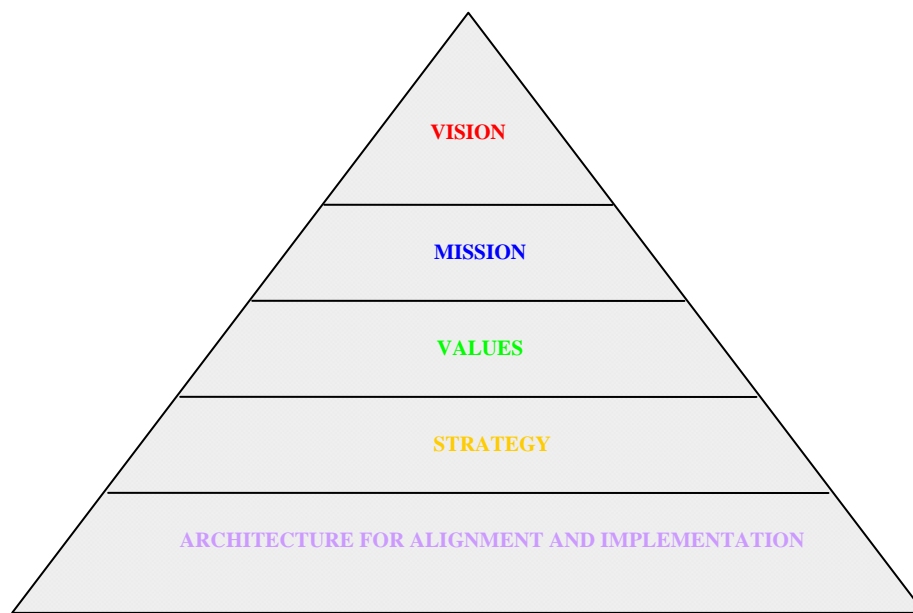 VISION
MISSION
VALUES
STRATEGY
ARCHITECTURE FOR ALIGNMENT AND IMPLEMENTATION